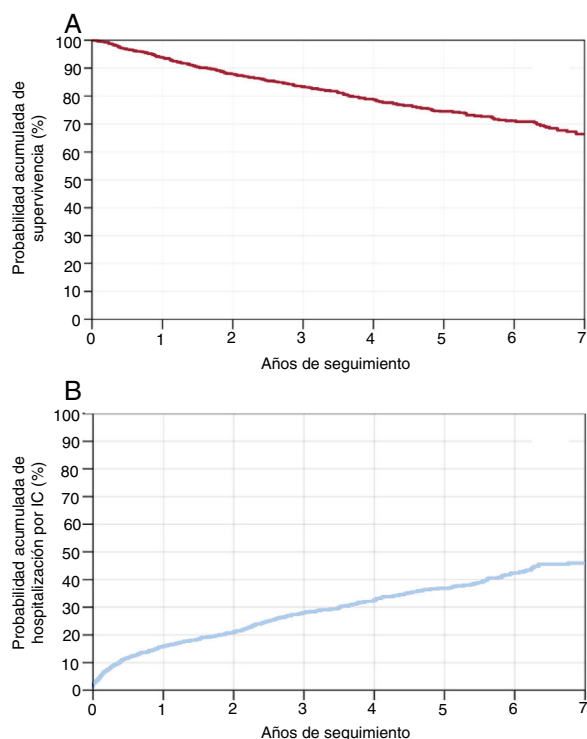 A
Probabilidad acumulada de
supervivencia (%)
100
90
80
70
60
50
40
30
20
10
0
0 1 2 3 4 5 6 7
Años de seguimiento
B
Probabilidad acumulada de
hospitalización por IC (%)
100
90
80
70
60
50
40
30
20
10
0
0 1 2 3 4 5 6 7
Años de seguimiento